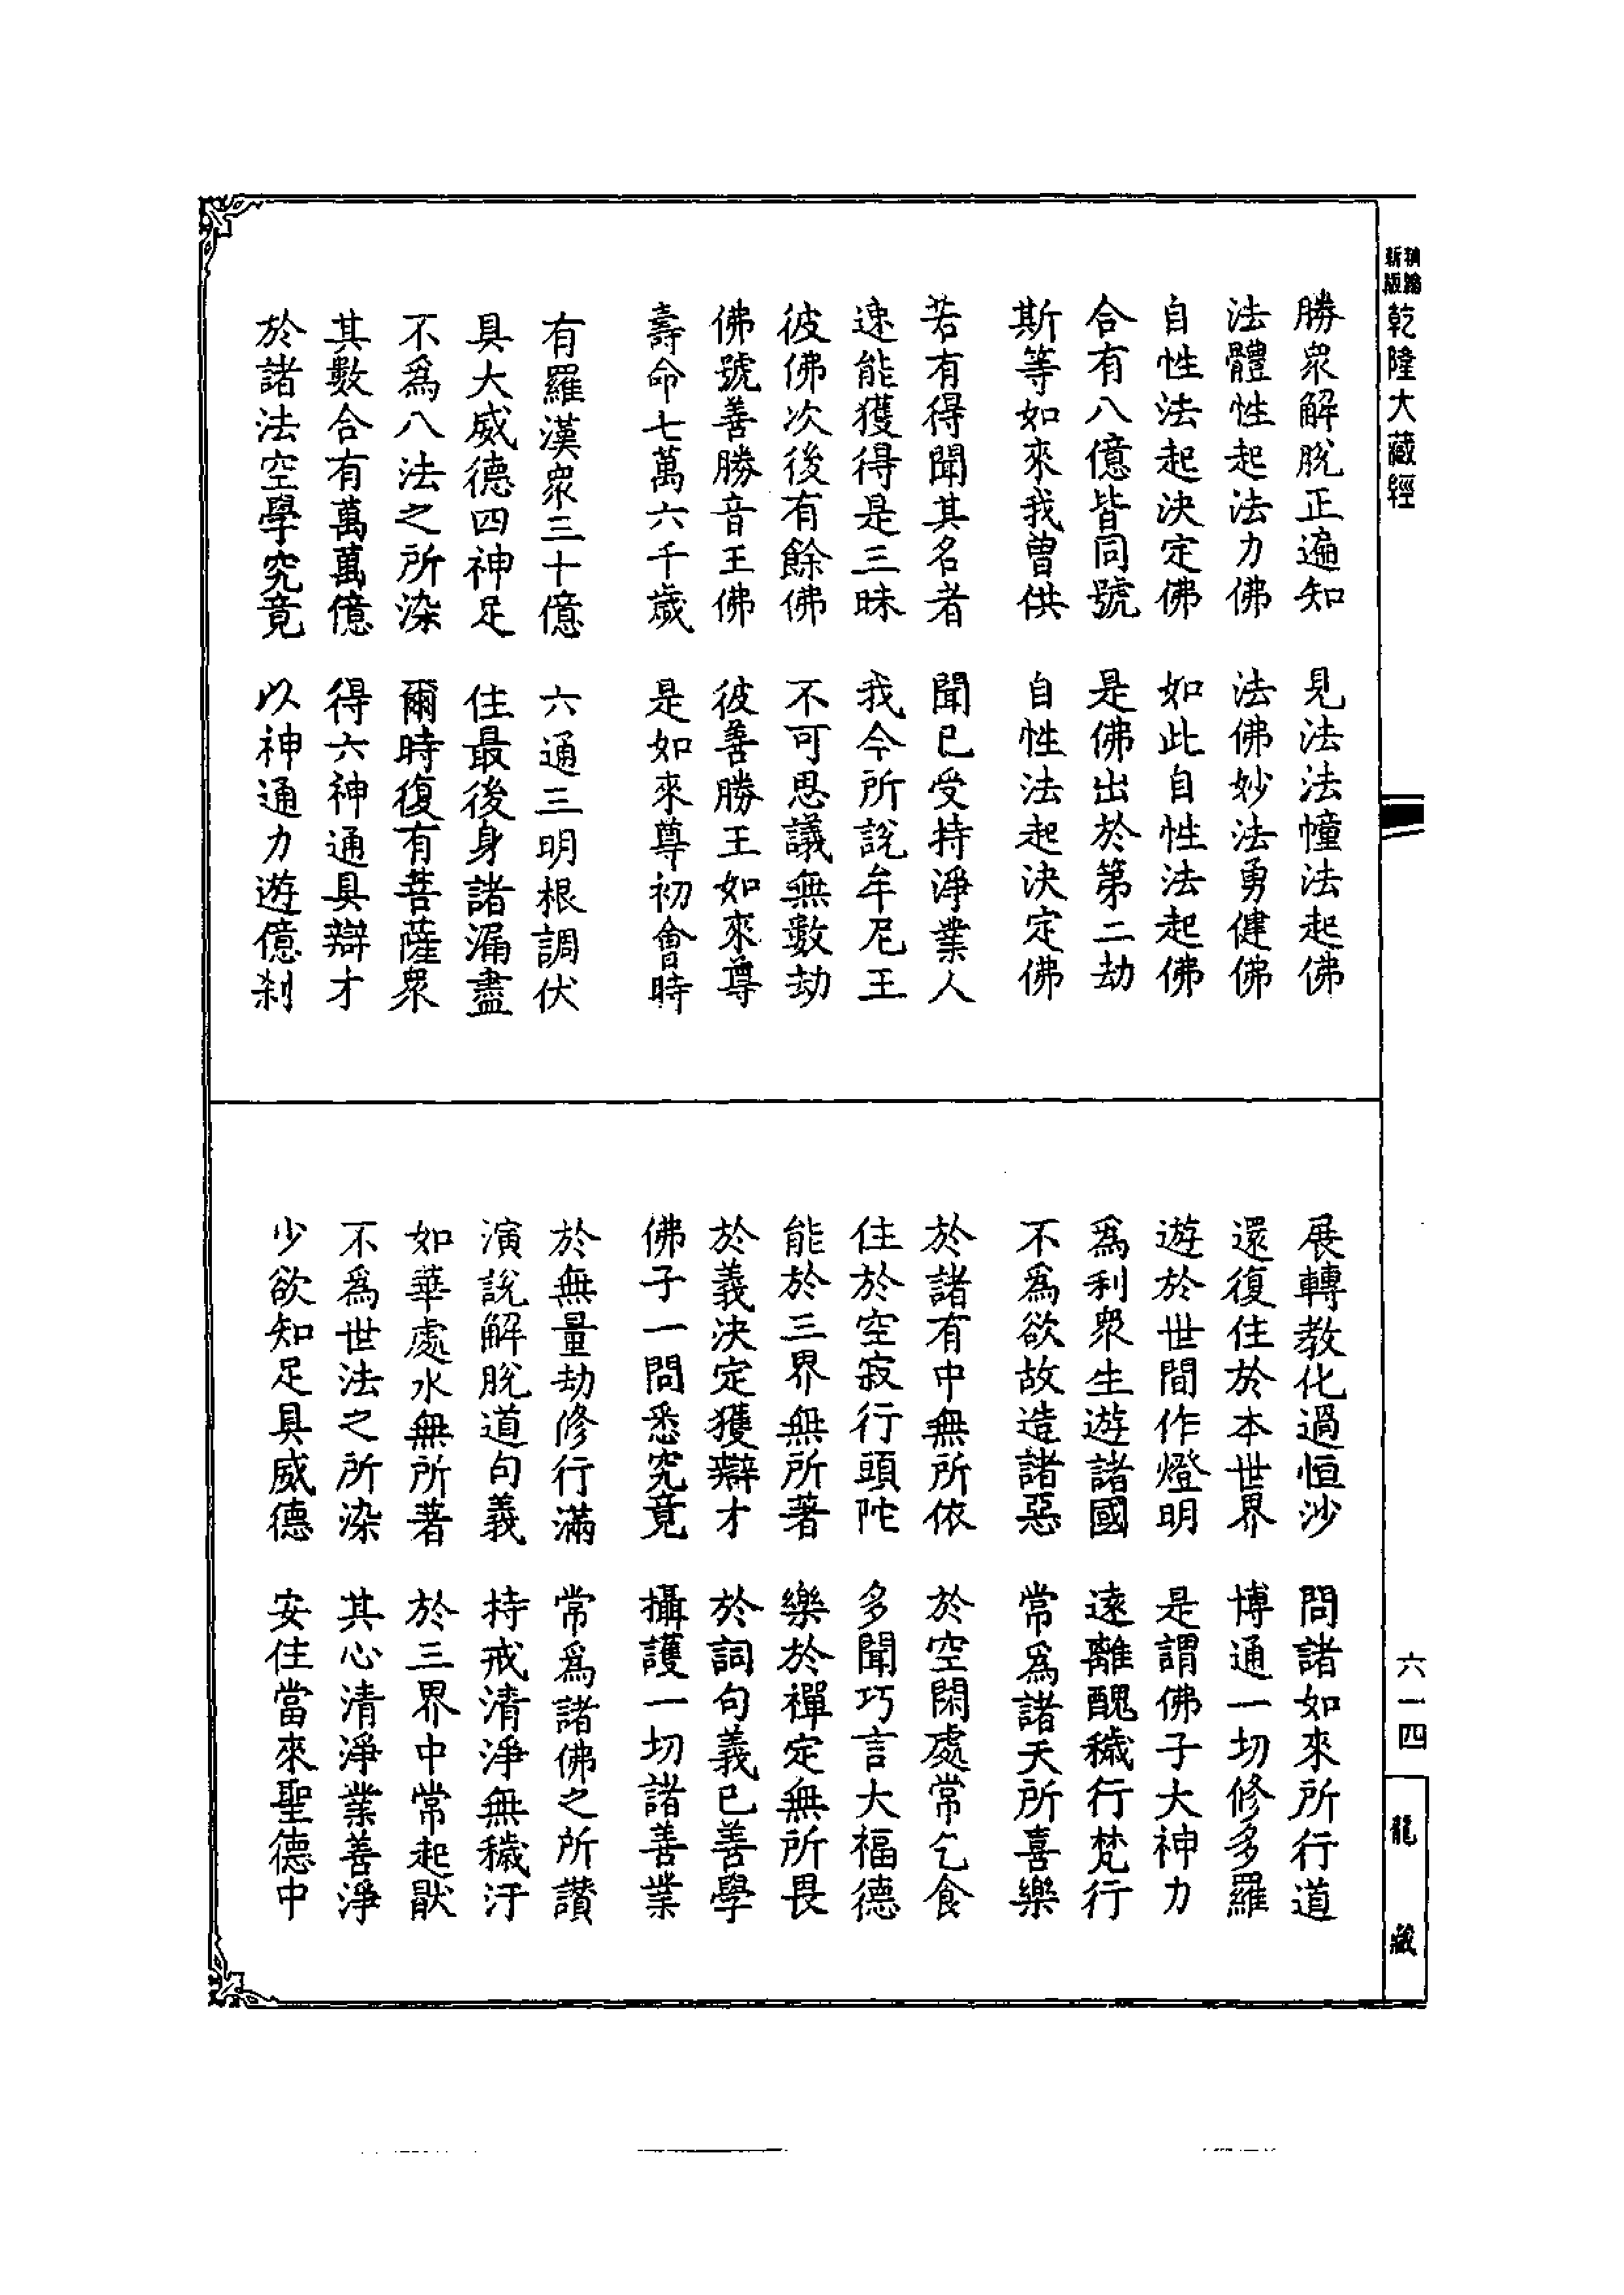 新版
乾隆大藏經
勝衆解脫正遍知　見法法幢法起佛
法體性起法力佛　法佛妙法勇健佛
自性法起決定佛　如此自性法起佛
合有八億皆同號　是佛出於第二劫
斯等如來我曾供　自性法起決定佛
若有得聞其名者　聞已受持淨業人
速能獲得是三昧　我今所說牟尼王
彼佛次後有餘佛　不可思議無數劫
佛號善勝音王佛　彼善勝王如來尊
壽命七萬六千歲　是如來尊初會時
有羅漢衆三十億　六通三明根調伏
具大威德四神足　住最後身諸漏盡
不爲八法之所染　爾時復有菩薩衆
其數合有萬萬億　得六神通具辯才
於諸法空學究竟　以神通力遊億刹
展轉教化過恒沙　問諸如來所行道
還復住於本世界　博通一切修多羅
遊於世間作燈明　是謂佛子大神力
爲利衆生遊諸國　遠離醜穢行梵行
不爲欲故造諸惡　常爲諸天所喜樂
於諸有中無所依　於空閑處常乞食
住於空寂行頭陀　多聞巧言大福德
能於三界無所著　樂於禪定無所畏
於義決定獲辯才　於詞句義已善學
佛子一問悉究竟　攝護一切諸善業
於無量劫修行滿　常爲諸佛之所讚
演說解脫道句義　持戒清淨無穢汙
如華處水無所著　於三界中常起猒
不爲世法之所染　其心清淨業善淨
少欲知足具威德　安住當來聖德中
六一四
龍藏